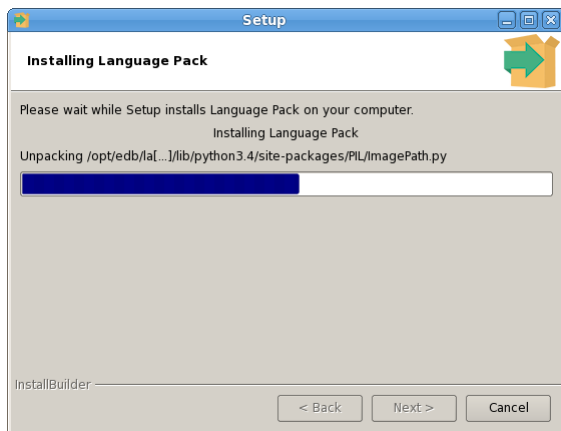 Setup
Installing Language Pack
Please wait while Setup installs Language Pack on your computer.
Installing Language Pack
Unpacking /opt/edb/la[...]/lib/python3.4/site-packages/PIL/ImagePath.py
InstallBuilder
< Back
Next >
Cancel